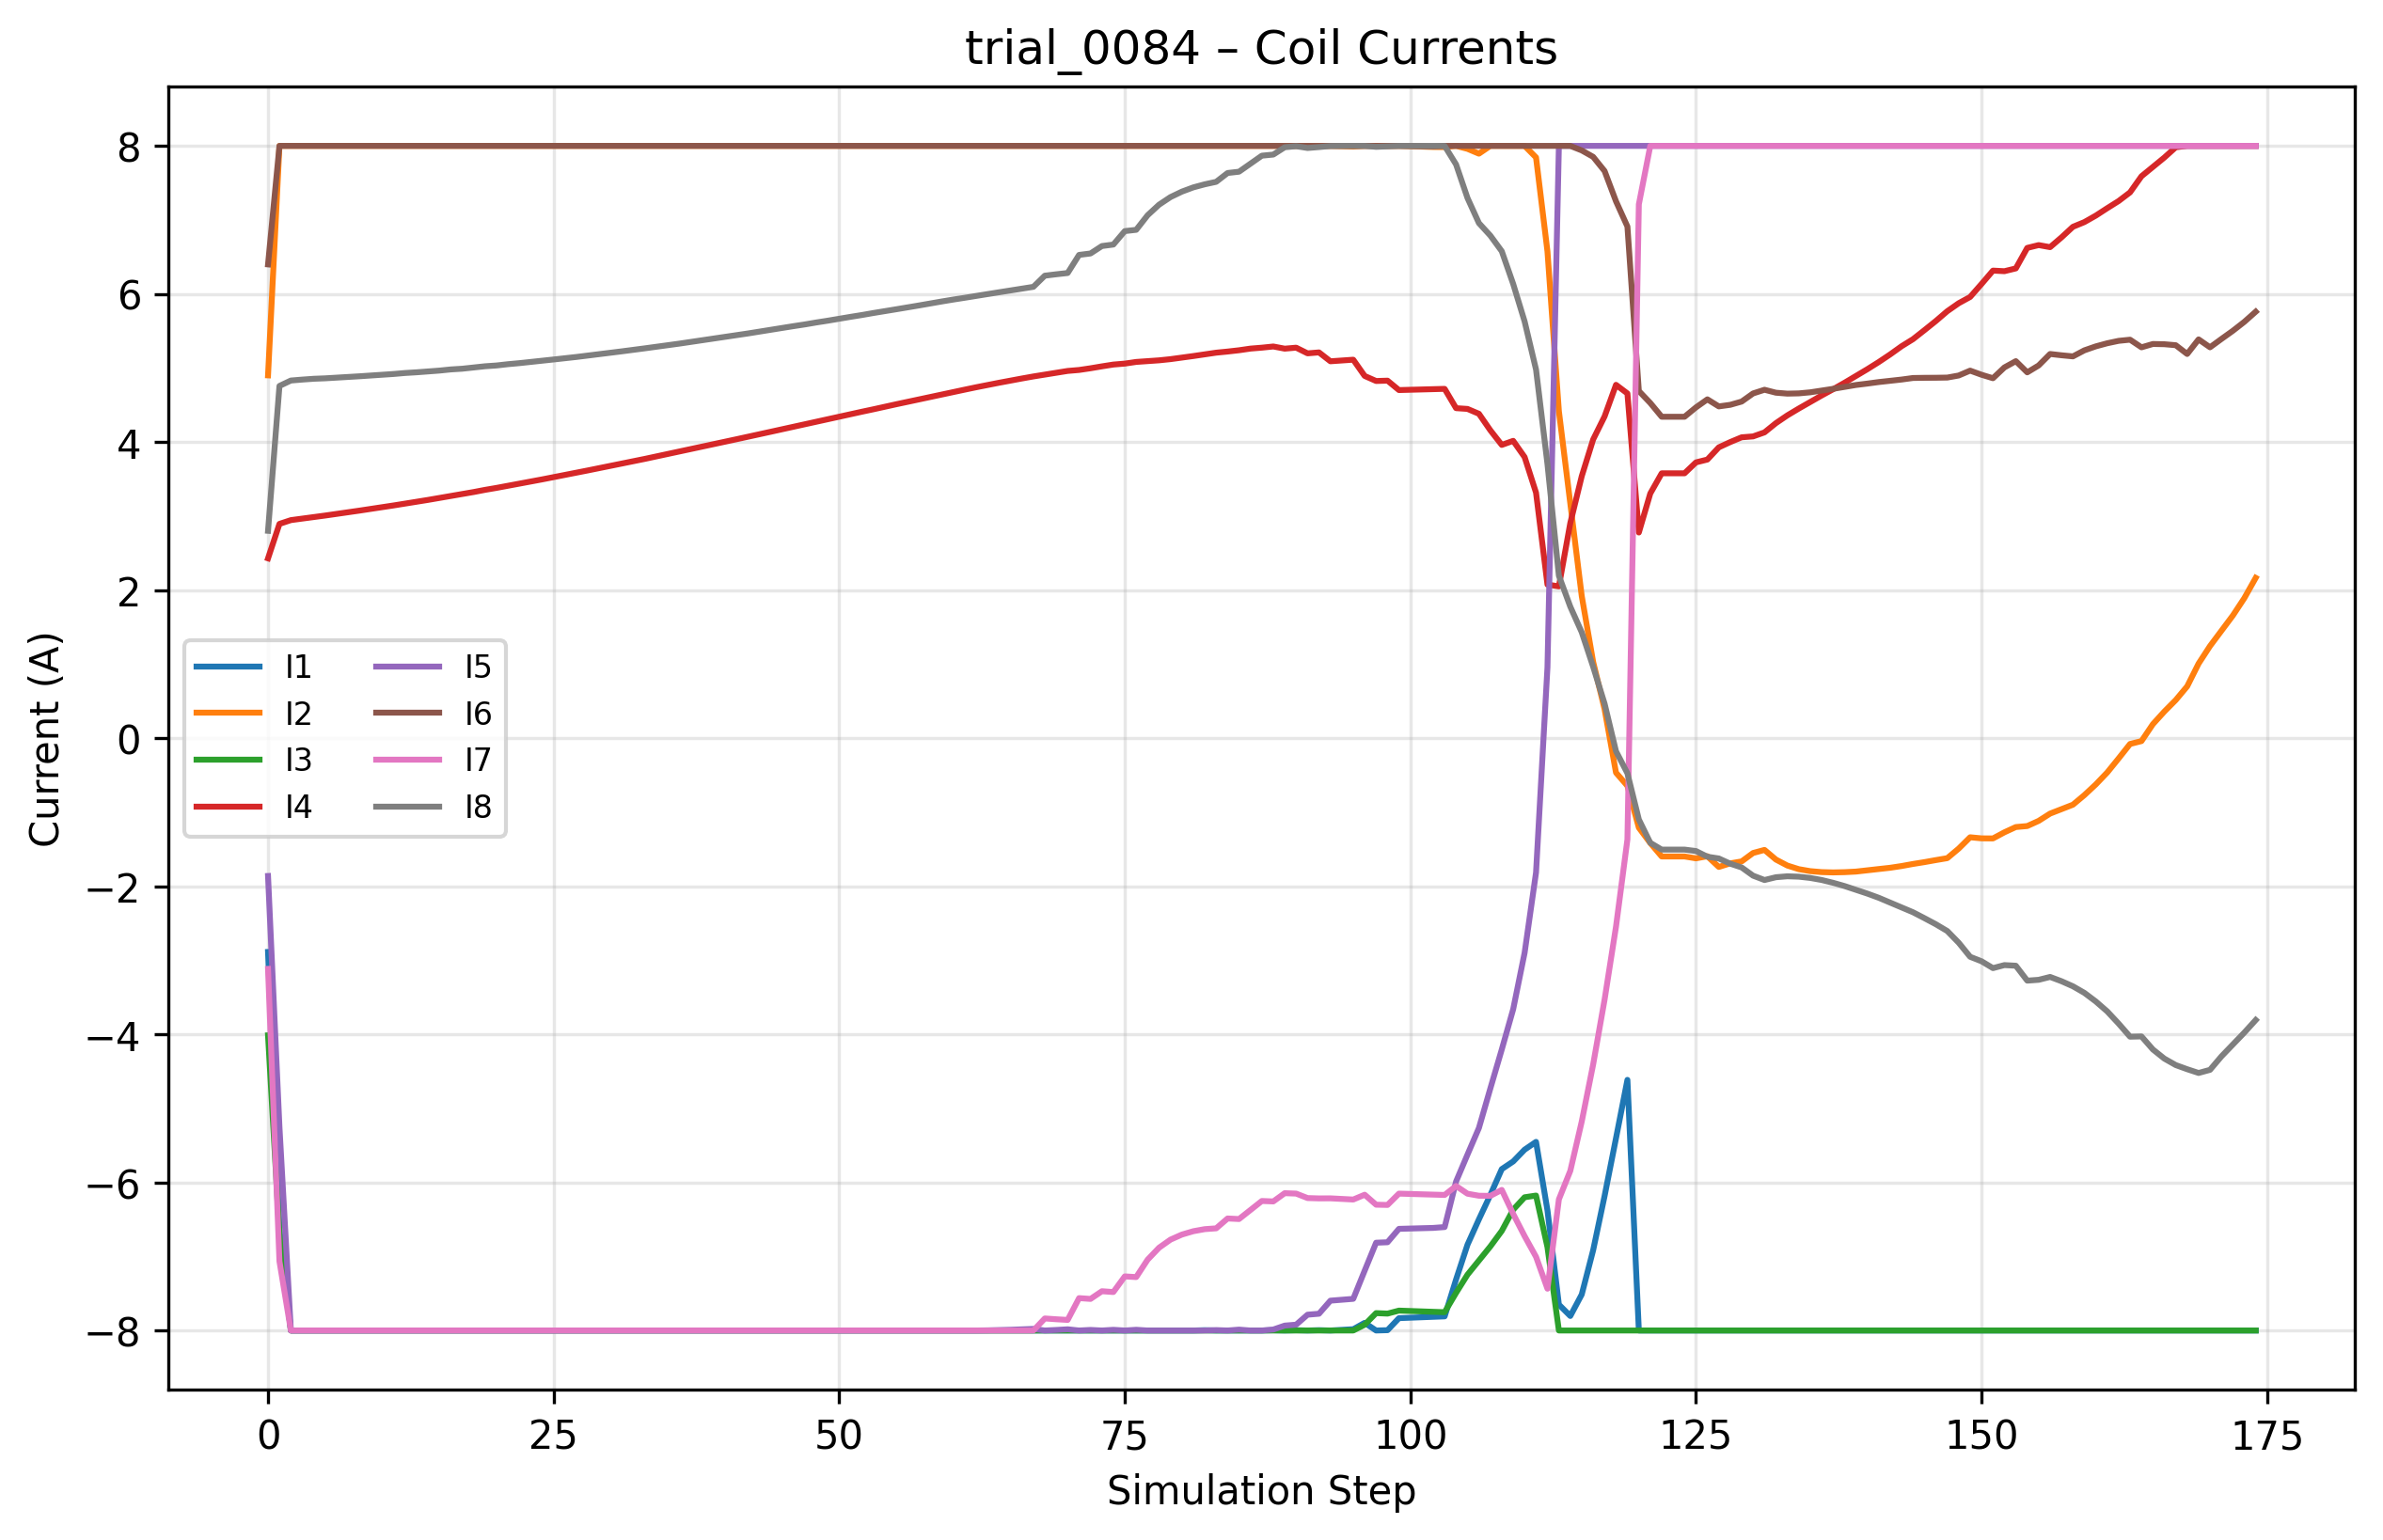 trial_0084 – Coil Currents
Current (A)
8
6
4
2
0
−2
−4
−6
−8
I1 I5
I2 I6
I3 I7
I4 I8
0 25 50 75 100 125 150 175
Simulation Step